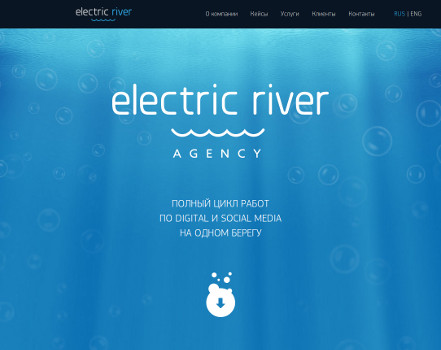 electric river О компании Кейсы Услуги Клиенты Контакты RUS | ENG
electric river
AGENCY
ПОЛНЫЙ ЦИКЛ РАБОТ
ПО DIGITAL И SOCIAL MEDIA
НА ОДНОМ БЕРЕГУ